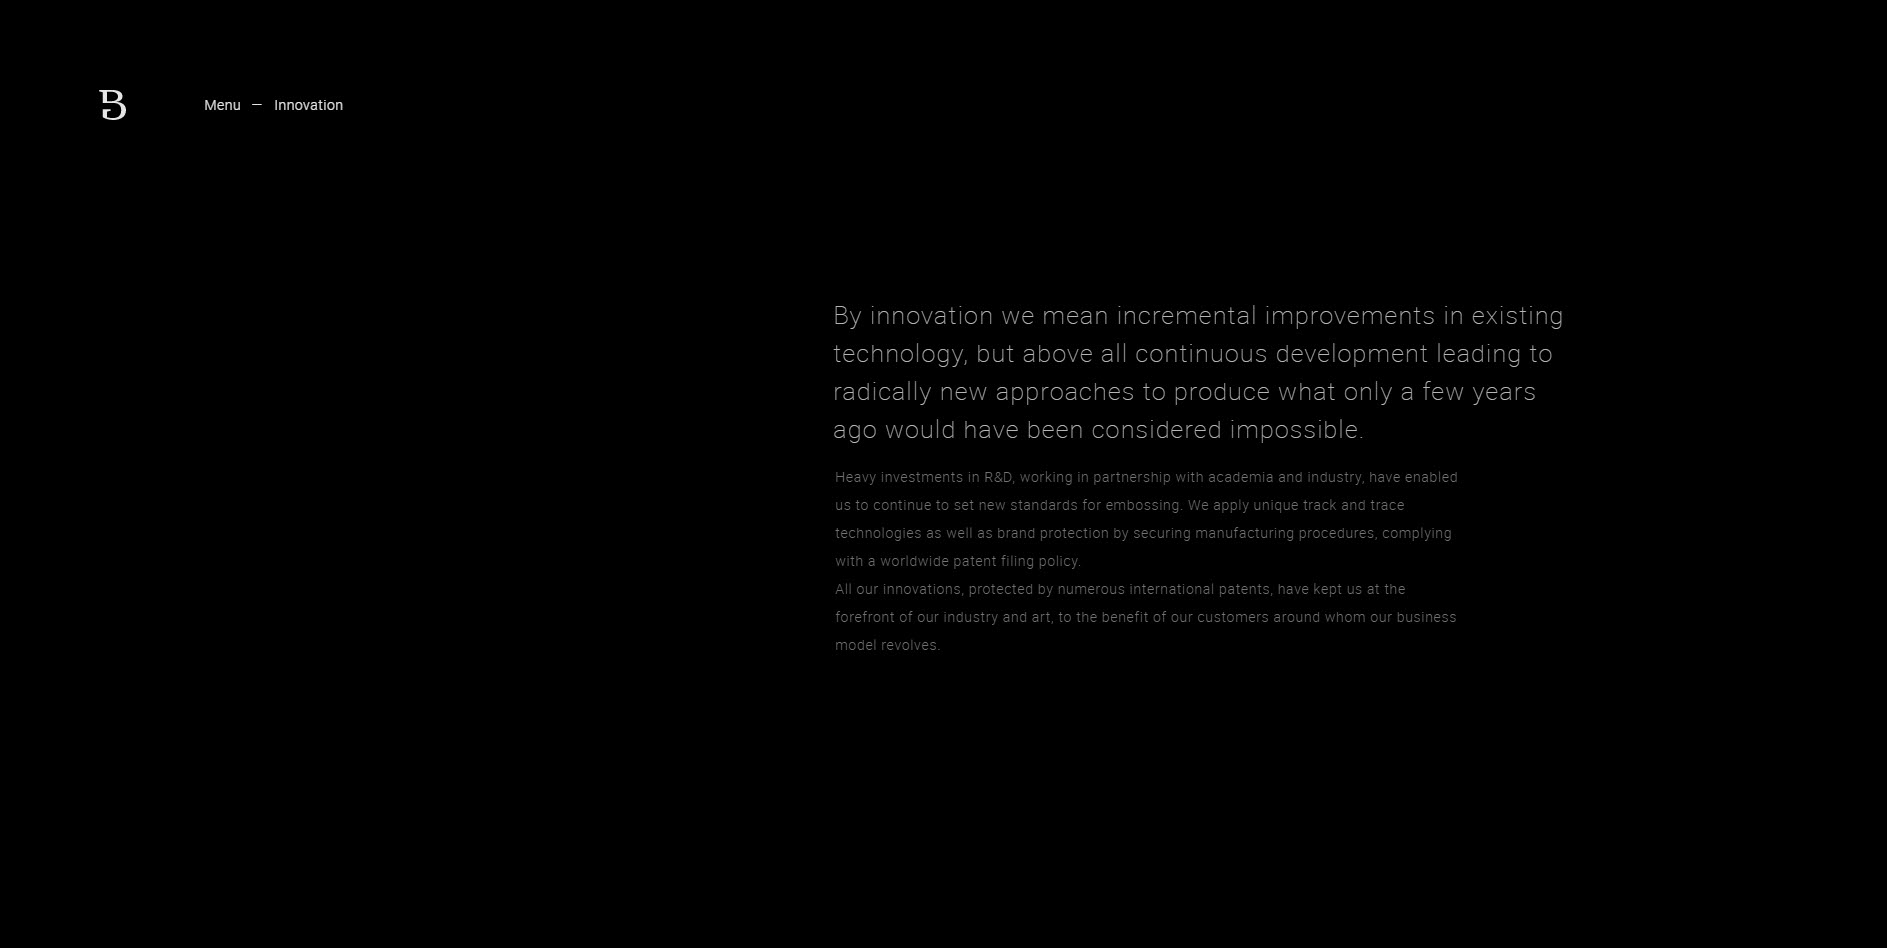 B
Menu — Innovation
By innovation we mean incremental improvements in existing
technology, but above all continuous development leading to
radically new approaches to produce what only a few years
ago would have been considered impossible.
Heavy investments in R&D, working in partnership with academia and industry, have enabled
us to continue to set new standards for embossing. We apply unique track and trace
technologies as well as brand protection by securing manufacturing procedures, complying
with a worldwide patent filing policy.
All our innovations, protected by numerous international patents, have kept us at the
forefront of our industry and art, to the benefit of our customers around whom our business
model revolves.